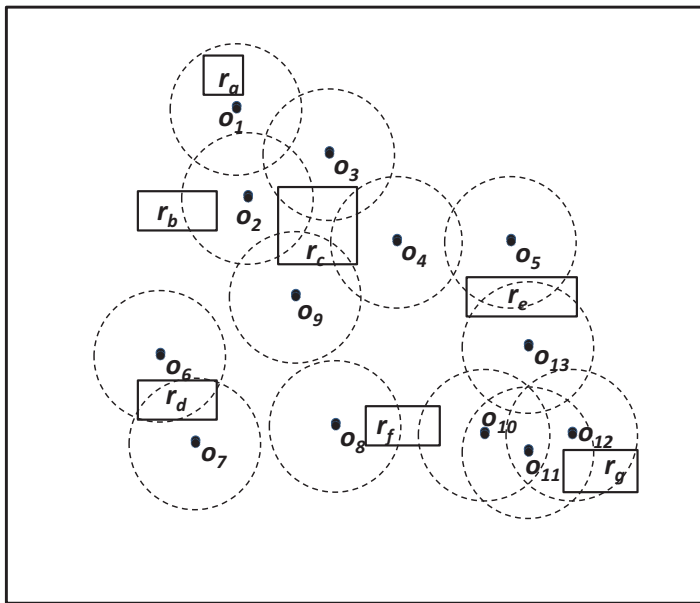 r_a
o_1
o_3
r_b
o_2
r_c
o_4
o_5
o_9
r_e
o_6
o_13
r_d
o_8
r_f
o_10
o_12
o_7
o_11
r_g